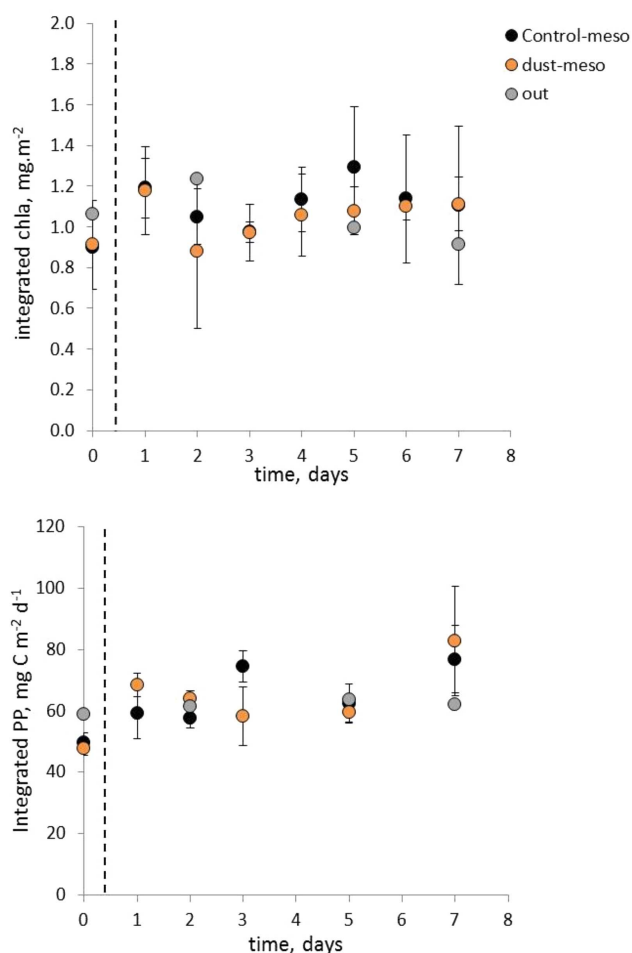 2.0
1.8
1.6
1.4
1.2
1.0
0.8
0.6
0.4
0.2
0.0
integrated chla, mg.m-2
0 1 2 3 4 5 6 7 8
time, days
Control-meso
dust-meso
out
120
100
80
60
40
20
0
Integrated PP, mg C m-2 d-1
0 1 2 3 4 5 6 7 8
time, days